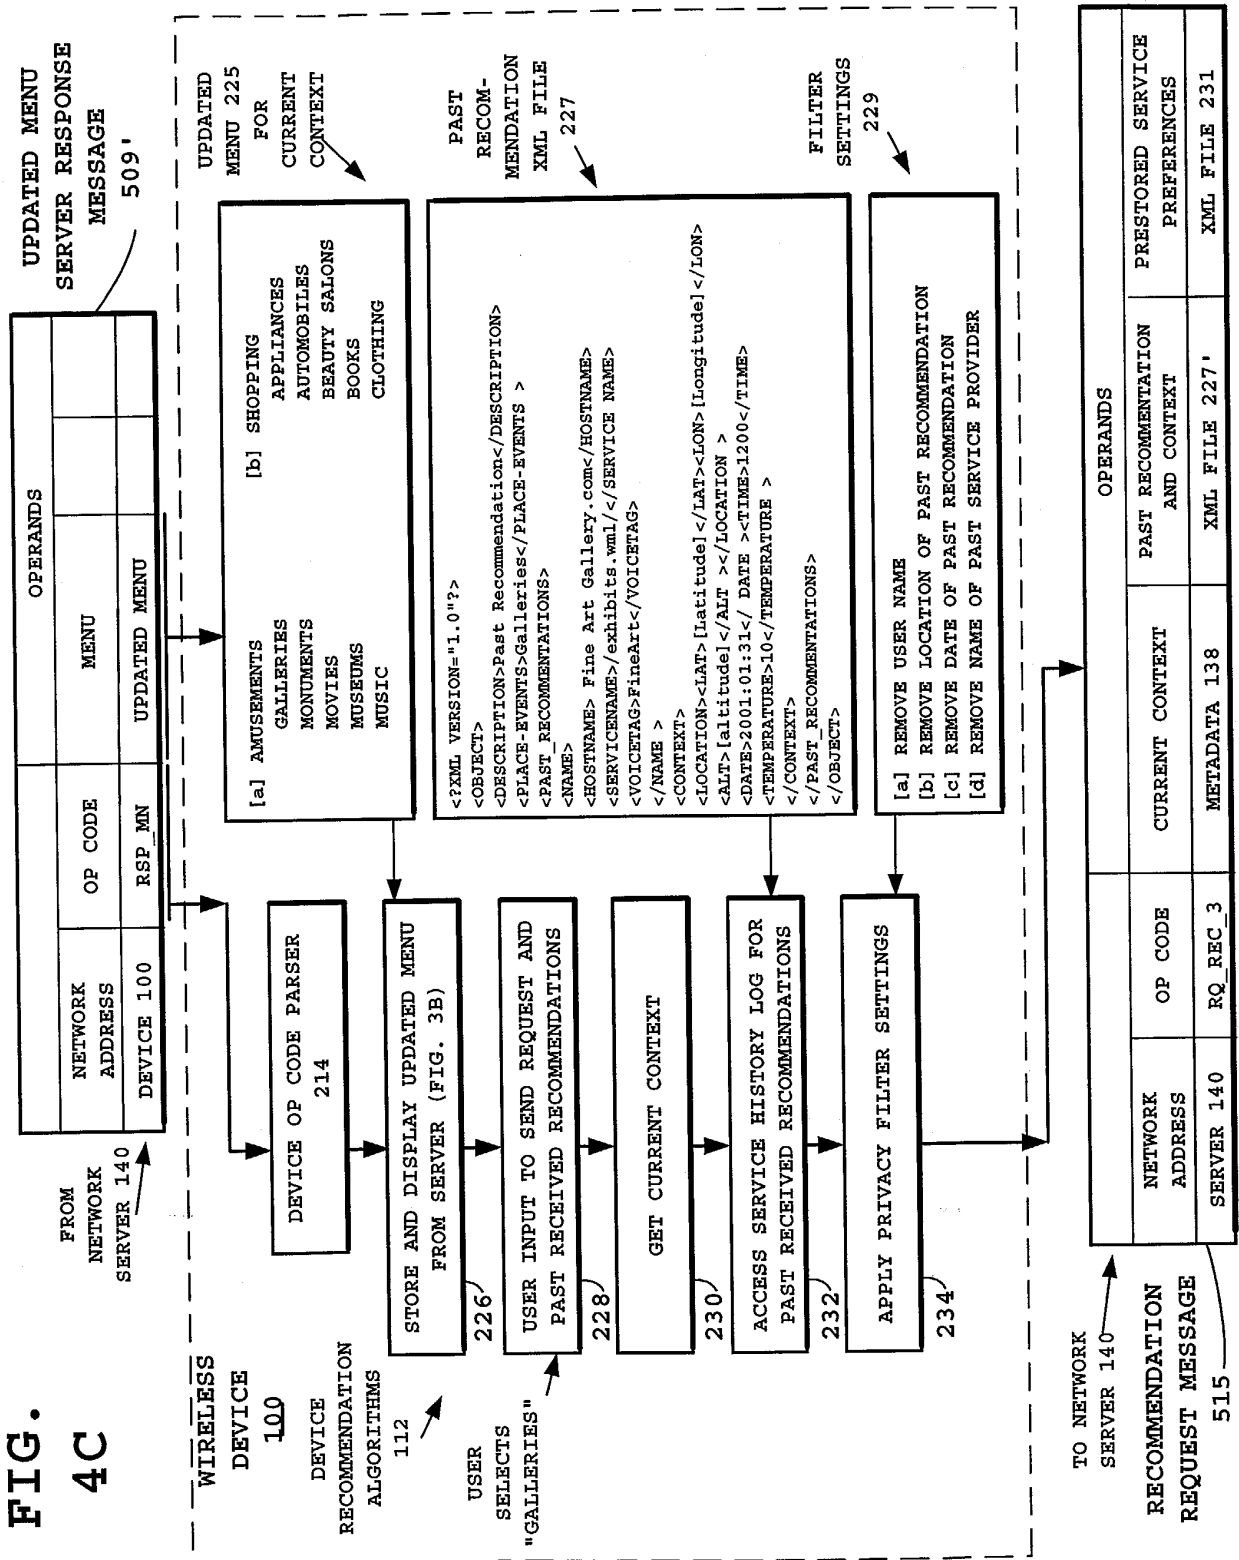 FIG.
4C
FROM
NETWORK
SERVER 140
UPDATED MENU
SERVER RESPONSE
MESSAGE
509'
OPERANDS
NETWORK
ADDRESS
OP CODE
MENU
DEVICE 100
RSP_MN
UPDATED MENU
WIRELESS
DEVICE
100
DEVICE
RECOMMENDATION
ALGORITHMS
112
USER
SELECTS
"GALLERIES"
DEVICE OP CODE PARSER
214
STORE AND DISPLAY UPDATED MENU
FROM SERVER (FIG. 3B)
226
USER INPUT TO SEND REQUEST AND
PAST RECEIVED RECOMMENDATIONS
228
GET CURRENT CONTEXT
230
ACCESS SERVICE HISTORY LOG FOR
PAST RECEIVED RECOMMENDATIONS
232
APPLY PRIVACY FILTER SETTINGS
234
[a] AMUSEMENTS
GALLERIES
MONUMENTS
MOVIES
MUSEUMS
MUSIC
[b] SHOPPING
APPLIANCES
AUTOMOBILES
BEAUTY SALONS
BOOKS
CLOTHING
UPDATED
MENU 225
FOR
CURRENT
CONTEXT
<?XML VERSION="1.0"?>
<OBJECT>
<DESCRIPTION>Past Recommendation</DESCRIPTION>
<PLACE-EVENTS>Galleries</PLACE-EVENTS >
<PAST_RECOMMENTATIONS>
<NAME>
<HOSTNAME> Fine Art Gallery.com</HOSTNAME>
<SERVICENAME>/exhibits.wml/</SERVICE NAME>
<VOICETAG>FineArt</VOICETAG>
</NAME >
<CONTEXT>
<LOCATION><LAT>[Latitude]</LAT><LON>[Longitude]</LON>
<ALT>[altitude]</ALT ></LOCATION >
<DATE>2001:01:31</ DATE ><TIME>1200</TIME>
<TEMPERATURE>10</TEMPERATURE >
</CONTEXT>
</PAST_RECOMMENTATIONS>
</OBJECT>
PAST
RECOM-
MENDATION
XML FILE
227
[a] REMOVE USER NAME
[b] REMOVE LOCATION OF PAST RECOMMENDATION
[c] REMOVE DATE OF PAST RECOMMENDATION
[d] REMOVE NAME OF PAST SERVICE PROVIDER
FILTER
SETTINGS
229
TO NETWORK
SERVER 140
RECOMMENDATION
REQUEST MESSAGE
515
OPERANDS
NETWORK
ADDRESS
OP CODE
CURRENT CONTEXT
PAST RECOMMENTATION
AND CONTEXT
PRESTORED SERVICE
PREFERENCES
SERVER 140
RQ_REC_3
METADATA 138
XML FILE 227'
XML FILE 231